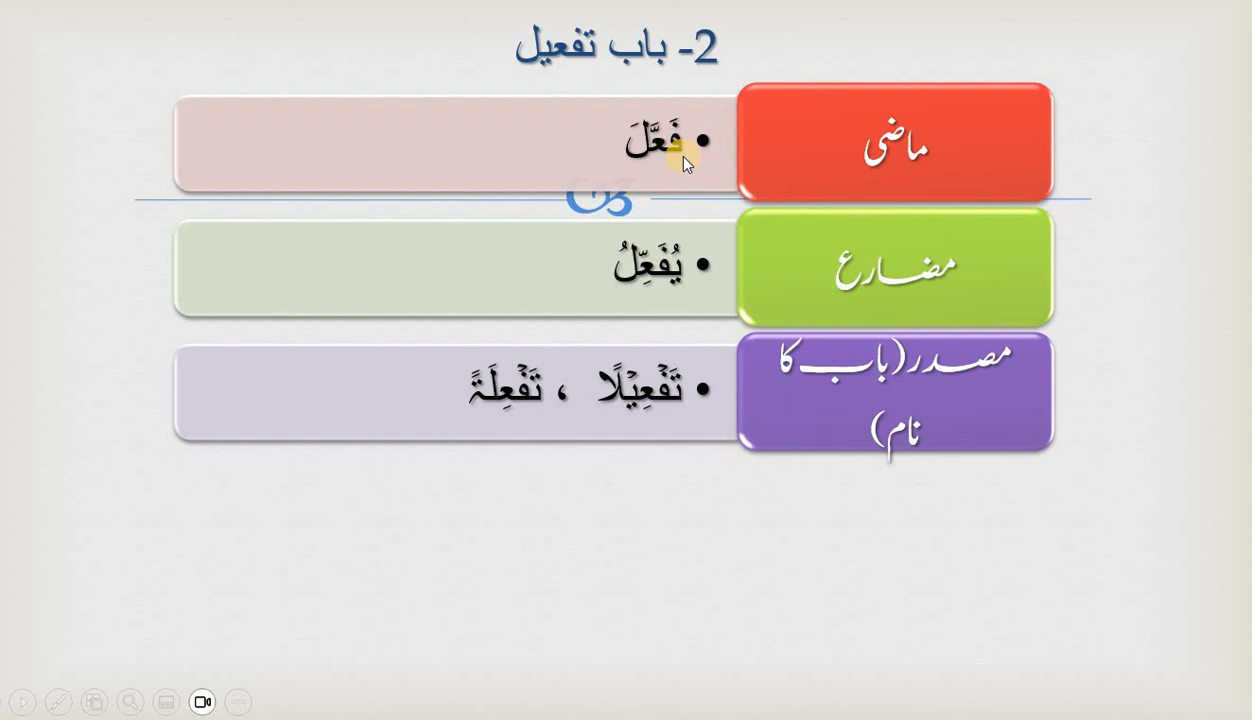 2- باب تفعیل
ماضی
• فَعَّلَ
مضارع
• یُفَعِّلُ
مصدر(باب کا
نام)
• تَفْعِیْلًا ، تَفْعِلَۃً